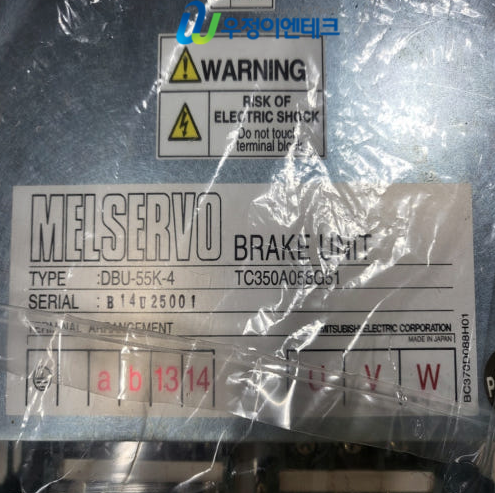 우정이엔테크
WARNING
RISK OF
ELECTRIC SHOCK
Do not touch
terminal block
MELSERVO BRAKE UNIT
TYPE :DBU-55K-4 TC350A058G51
SERIAL : B14U25001
TERMINAL ARRANGEMENT MITSUBISHI ELECTRIC CORPORATION
MADE IN JAPAN
a b 13 14 U V W
BC370D088H01
P